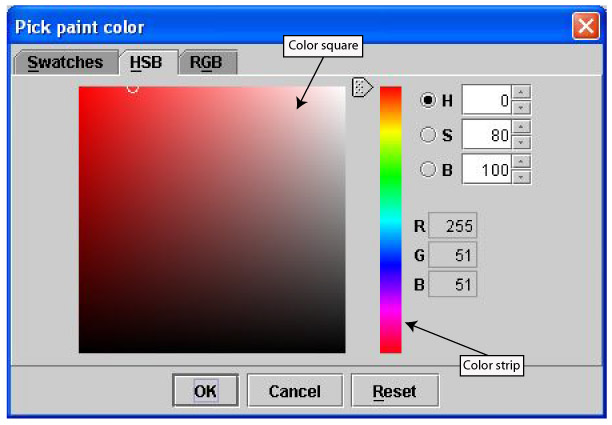 Pick paint color
Color square
Swatches HSB RGB
H 0
S 80
B 100
R 255
G 51
B 51
Color strip
OK Cancel Reset